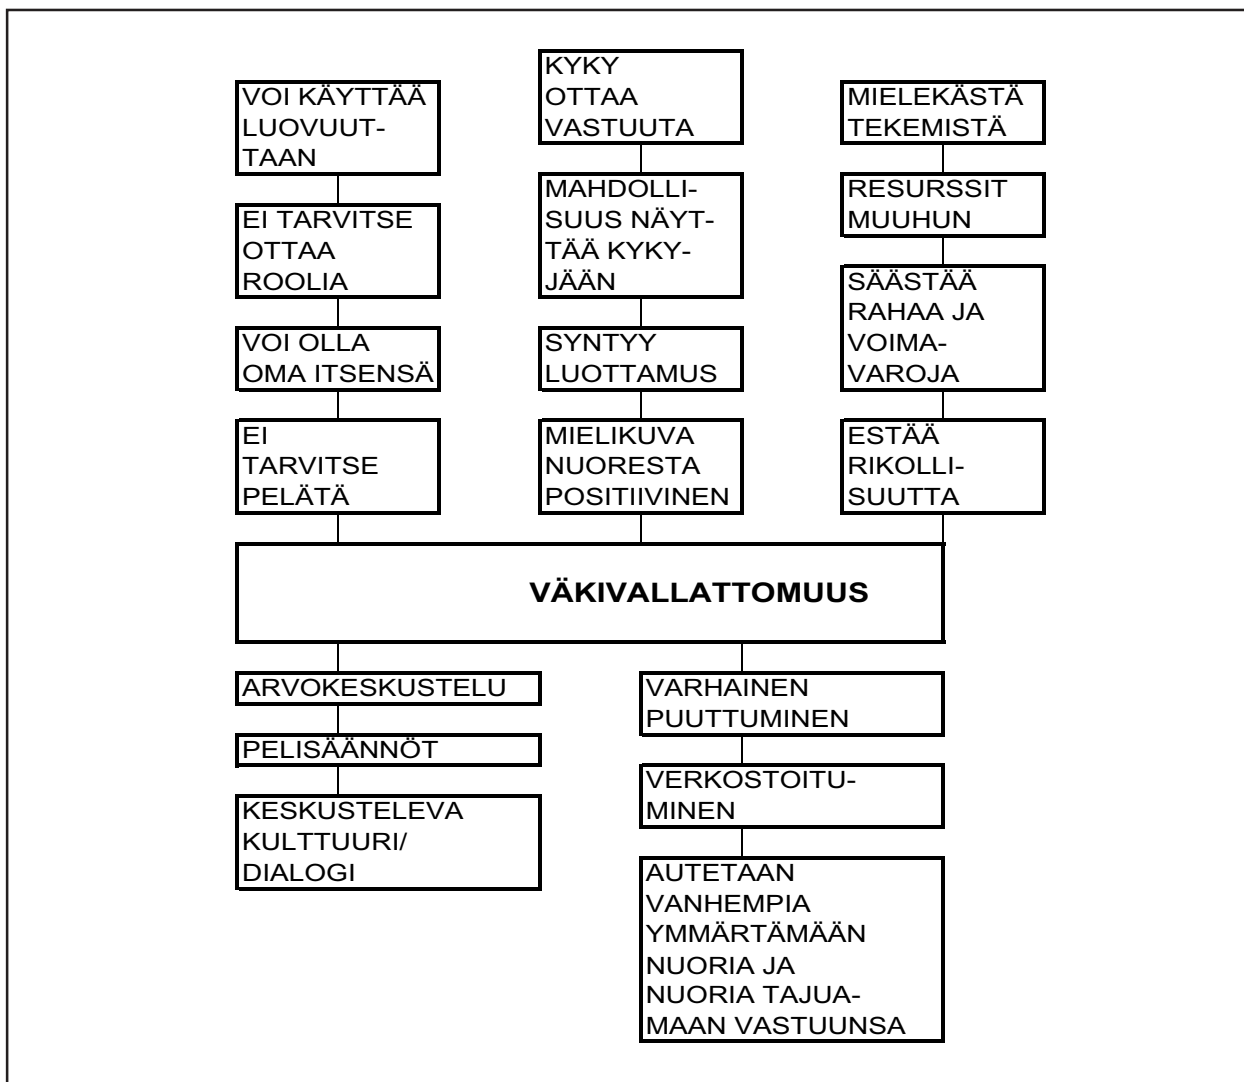 VOI KÄYTTÄÄ
LUOVUUT-
TAAN
EI TARVITSE
OTTAA
ROOLIA
VOI OLLA
OMA ITSENSÄ
EI
TARVITSE
PELÄTÄ
KYKY
OTTAA
VASTUUTA
MAHDOLLI-
SUUS NÄYT-
TÄÄ KYKY-
JÄÄN
SYNTYY
LUOTTAMUS
MIELIKUVA
NUORESTA
POSITIIVINEN
MIELEKÄSTÄ
TEKEMISTÄ
RESURSSIT
MUUHUN
SÄÄSTÄÄ
RAHAA JA
VOIMA-
VAROJA
ESTÄÄ
RIKOLLI-
SUUTTA
VÄKIVALLATTOMUUS
ARVOKESKUSTELU
PELISÄÄNNÖT
KESKUSTELEVA
KULTTUURI/
DIALOGI
VARHAINEN
PUUTTUMINEN
VERKOSTOITU-
MINEN
AUTETAAN
VANHEMPIA
YMMÄRTÄMÄÄN
NUORIA JA
NUORIA TAJUA-
MAAN VASTUUNSA